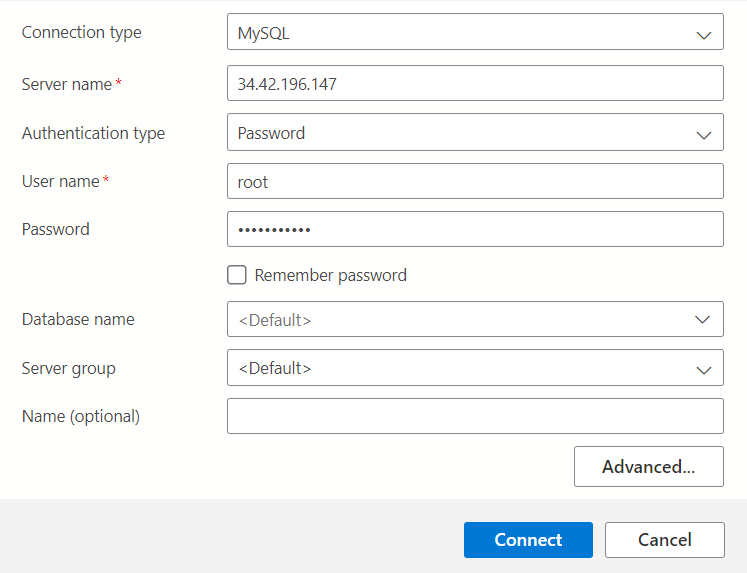 Connection type MySQL
Server name* 34.42.196.147
Authentication type Password
User name* root
Password •••••••••••
Remember password
Database name <Default>
Server group <Default>
Name (optional)
Advanced...
Connect Cancel